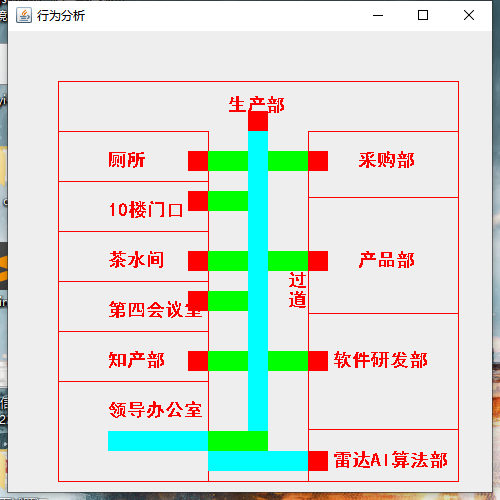 行为分析
生产部
厕所
采购部
10楼门口
茶水间
产品部
过道
第四会议室
知产部
软件研发部
领导办公室
雷达AI算法部